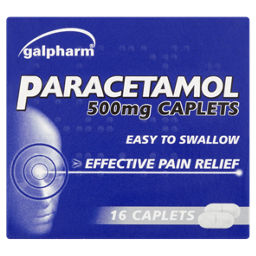 galpharm
PARACETAMOL
500mg CAPLETS
EASY TO SWALLOW
> EFFECTIVE PAIN RELIEF
16 CAPLETS